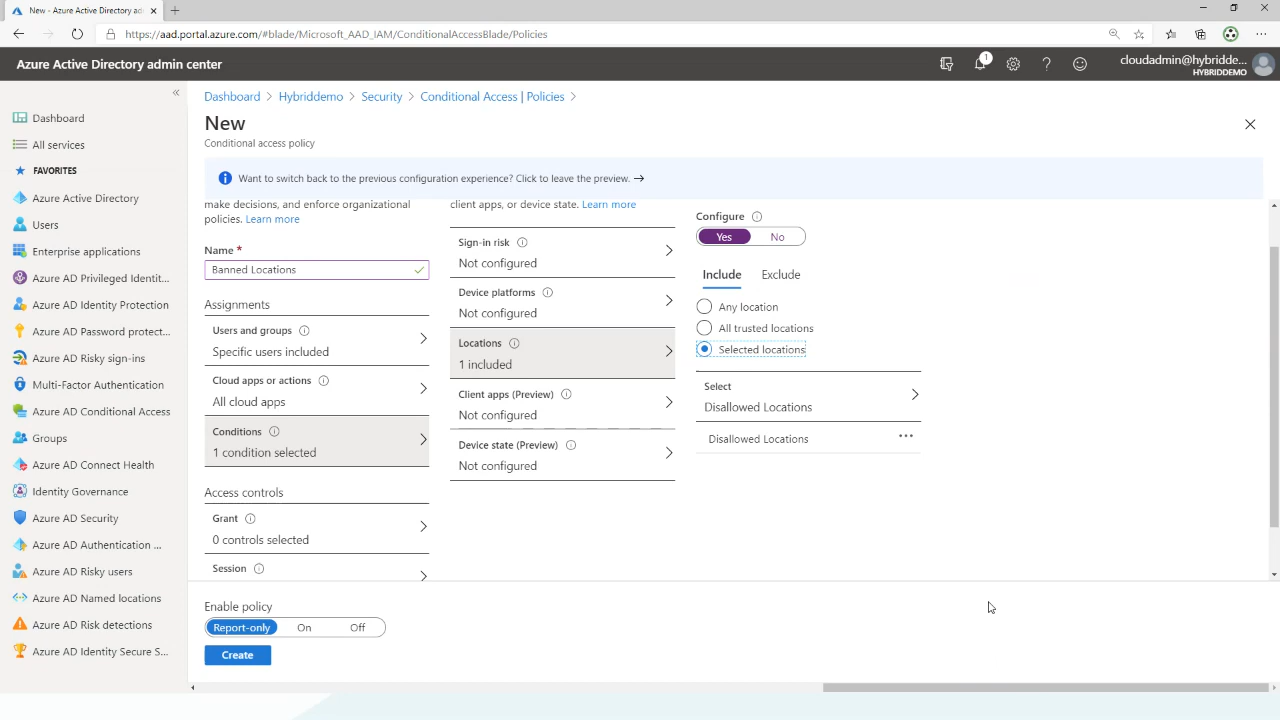 New - Azure Active Directory admi
https://aad.portal.azure.com/#blade/Microsoft_AAD_IAM/ConditionalAccessBlade/Policies
Azure Active Directory admin center
1
cloudadmin@hybridde...
HYBRIDDEMO
Dashboard
All services
FAVORITES
Azure Active Directory
Users
Enterprise applications
Azure AD Privileged Identit...
Azure AD Identity Protection
Azure AD Password protect...
Azure AD Risky sign-ins
Multi-Factor Authentication
Azure AD Conditional Access
Groups
Azure AD Connect Health
Identity Governance
Azure AD Security
Azure AD Authentication ...
Azure AD Risky users
Azure AD Named locations
Azure AD Risk detections
Azure AD Identity Secure S...
Dashboard > Hybriddemo > Security > Conditional Access | Policies >
New
Conditional access policy
Want to switch back to the previous configuration experience? Click to leave the preview. →
make decisions, and enforce organizational
policies. Learn more
Name *
Banned Locations
Assignments
Users and groups
Specific users included
Cloud apps or actions
All cloud apps
Conditions
1 condition selected
Access controls
Grant
0 controls selected
Session
client apps, or device state. Learn more
Sign-in risk
Not configured
Device platforms
Not configured
Locations
1 included
Client apps (Preview)
Not configured
Device state (Preview)
Not configured
Configure
Yes No
Include Exclude
Any location
All trusted locations
Selected locations
Select
Disallowed Locations
Disallowed Locations
Enable policy
Report-only On Off
Create